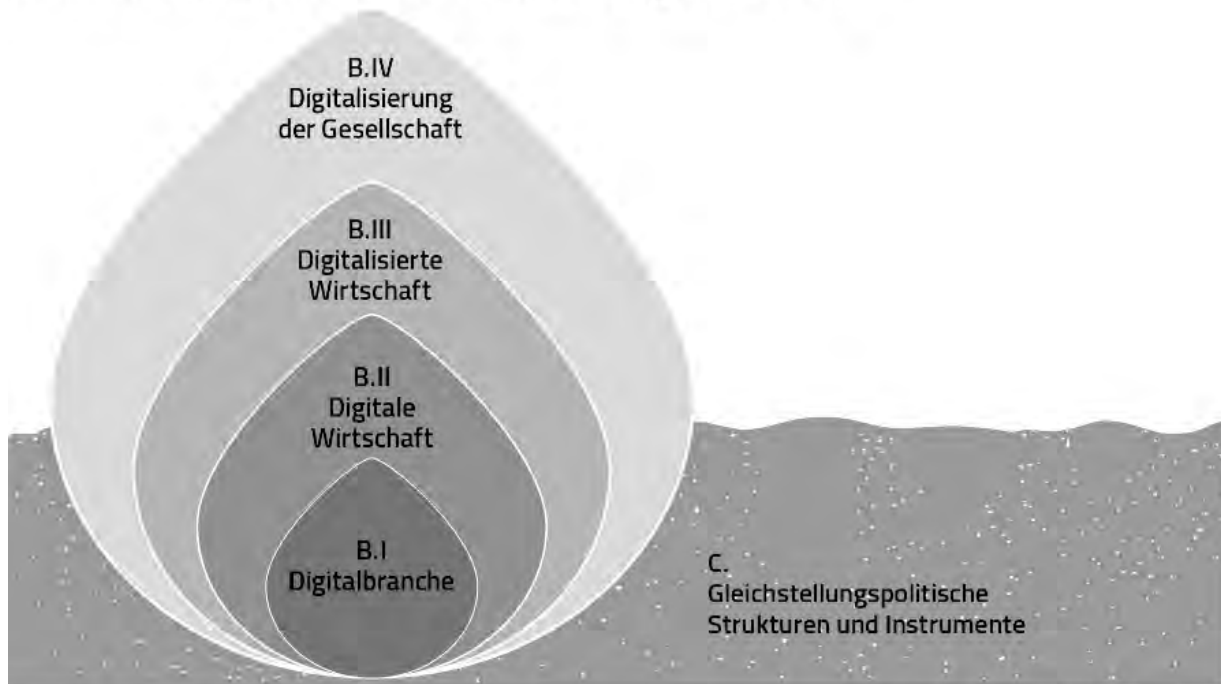 B.IV
Digitalisierung
der Gesellschaft
B.III
Digitalisierte
Wirtschaft
B.II
Digitale
Wirtschaft
B.I
Digitalbranche
C.
Gleichstellungspolitische
Strukturen und Instrumente